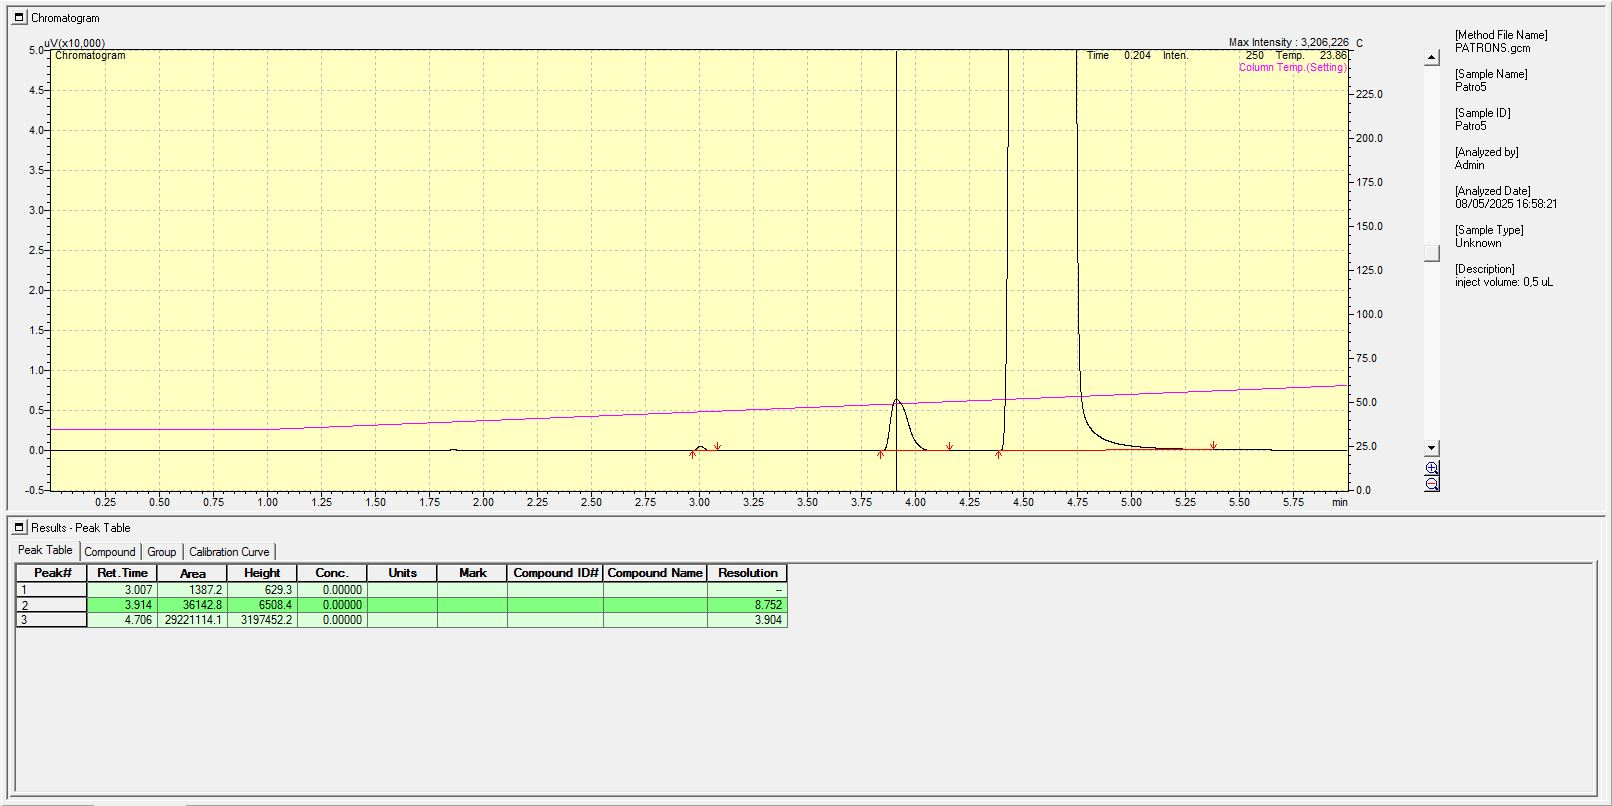 Chromatogram
uV(x10,000)
Max Intensity : 3,206,226
C
Chromatogram
Time 0.204 Inten. 250 Temp. 23.86
Column Temp.(Setting)
5.0
4.5
4.0
3.5
3.0
2.5
2.0
1.5
1.0
0.5
0.0
-0.5
225.0
200.0
175.0
150.0
125.0
100.0
75.0
50.0
25.0
0.0
0.25 0.50 0.75 1.00 1.25 1.50 1.75 2.00 2.25 2.50 2.75 3.00 3.25 3.50 3.75 4.00 4.25 4.50 4.75 5.00 5.25 5.50 5.75 min
[Method File Name]
PATRONS.gcm
[Sample Name]
Patro5
[Sample ID]
Patro5
[Analyzed by]
Admin
[Analyzed Date]
08/05/2025 16:58:21
[Sample Type]
Unknown
[Description]
inject volume: 0,5 uL
Results - Peak Table
Peak Table Compound Group Calibration Curve
Peak# Ret.Time Area Height Conc. Units Mark Compound ID# Compound Name Resolution
1 3.007 1387.2 629.3 0.00000 --
2 3.914 36142.8 6508.4 0.00000 8.752
3 4.706 29221114.1 3197452.2 0.00000 3.904